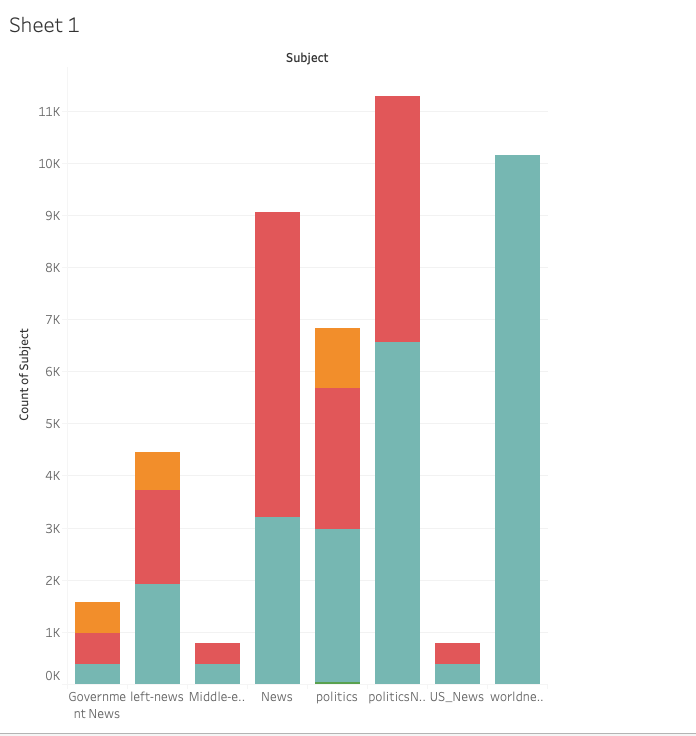 Sheet 1
Subject
11K
10K
9K
8K
7K
6K
5K
4K
3K
2K
1K
0K
Count of Subject
Governme
nt News
left-news
Middle-e..
News
politics
politicsN..
US_News
worldne..